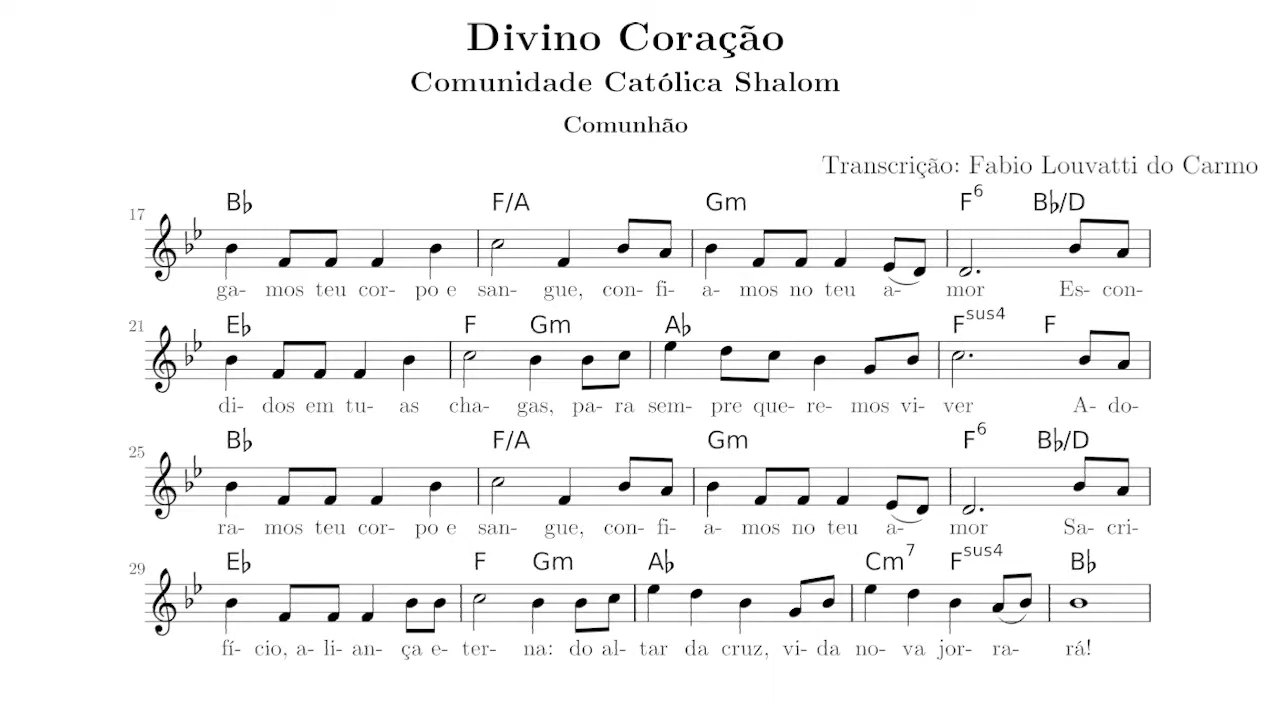 Divino Coração
Comunidade Católica Shalom
Comunhão
Transcrição: Fabio Louvatti do Carmo
B♭ F/A Gm F6 B♭/D
17
ga- mos teu cor- po e san- gue, con- fi- a- mos no teu a- mor Es- con-
E♭ F Gm A♭ Fsus4 F
21
di- dos em tu- as cha- gas, pa- ra sem- pre que- re- mos vi- ver A- do-
B♭ F/A Gm F6 B♭/D
25
ra- mos teu cor- po e san- gue, con- fi- a- mos no teu a- mor Sa- cri-
E♭ F Gm A♭ Cm7 Fsus4 B♭
29
fí- cio, a- li- an- ça e- ter- na: do al- tar da cruz, vi- da no- va jor- ra- rá!